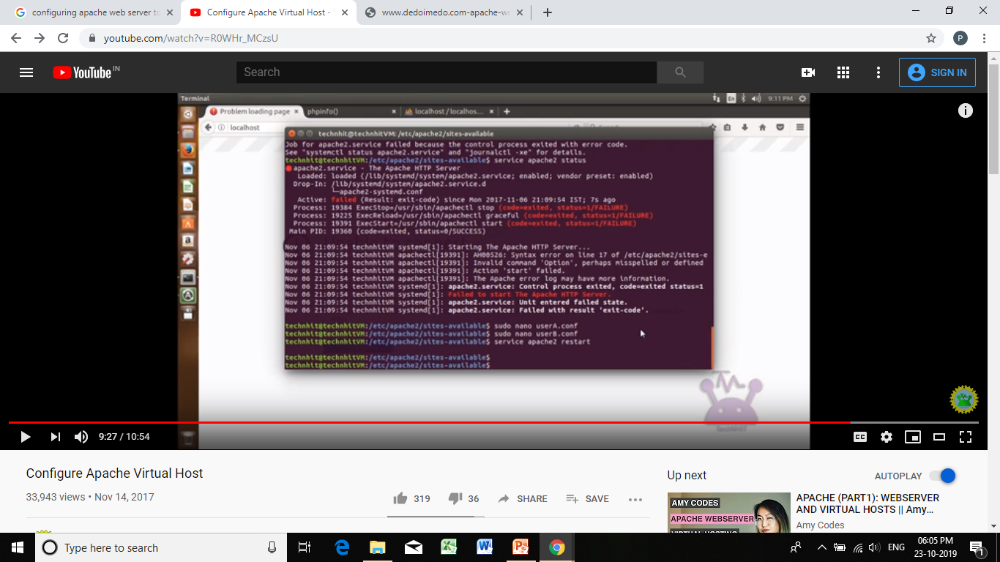 configuring apache web server to
Configure Apache Virtual Host - Y
www.dedoimedo.com-apache-we
youtube.com/watch?v=R0WHr_MCzsU
P
YouTube IN
Search
SIGN IN
Terminal
En
9:11 PM
Problem loading page
phpinfo()
localhost / localhos...
localhost
technhit@technhitVM: /etc/apache2/sites-available
Job for apache2.service failed because the control process exited with error code.
See "systemctl status apache2.service" and "journalctl -xe" for details.
technhit@technhitVM:/etc/apache2/sites-available$ service apache2 status
apache2.service - The Apache HTTP Server
Loaded: loaded (/lib/systemd/system/apache2.service; enabled; vendor preset: enabled)
Drop-In: /lib/systemd/system/apache2.service.d
└─apache2-systemd.conf
Active: failed (Result: exit-code) since Mon 2017-11-06 21:09:54 IST; 7s ago
Process: 19384 ExecStop=/usr/sbin/apachectl stop (code=exited, status=1/FAILURE)
Process: 19225 ExecReload=/usr/sbin/apachectl graceful (code=exited, status=1/FAILURE)
Process: 19391 ExecStart=/usr/sbin/apachectl start (code=exited, status=1/FAILURE)
Main PID: 19360 (code=exited, status=0/SUCCESS)
Nov 06 21:09:54 technhitVM systemd[1]: Starting The Apache HTTP Server...
Nov 06 21:09:54 technhitVM apachectl[19391]: AH00526: Syntax error on line 17 of /etc/apache2/sites-e
Nov 06 21:09:54 technhitVM apachectl[19391]: Invalid command 'Option', perhaps misspelled or defined
Nov 06 21:09:54 technhitVM apachectl[19391]: Action 'start' failed.
Nov 06 21:09:54 technhitVM apachectl[19391]: The Apache error log may have more information.
Nov 06 21:09:54 technhitVM systemd[1]: apache2.service: Control process exited, code=exited status=1
Nov 06 21:09:54 technhitVM systemd[1]: Failed to start The Apache HTTP Server.
Nov 06 21:09:54 technhitVM systemd[1]: apache2.service: Unit entered failed state.
Nov 06 21:09:54 technhitVM systemd[1]: apache2.service: Failed with result 'exit-code'.
technhit@technhitVM:/etc/apache2/sites-available$ sudo nano userA.conf
technhit@technhitVM:/etc/apache2/sites-available$ sudo nano userB.conf
technhit@technhitVM:/etc/apache2/sites-available$ service apache2 restart
technhit@technhitVM:/etc/apache2/sites-available$
technhit@technhitVM:/etc/apache2/sites-available$
9:27 / 10:54
CC
Configure Apache Virtual Host
33,943 views • Nov 14, 2017
319
36
SHARE
SAVE
Up next
AUTOPLAY
AMY CODES
APACHE WEBSERVER
VIRTUAL HOSTING
APACHE (PART1): WEBSERVER
AND VIRTUAL HOSTS || Amy...
Amy Codes
Type here to search
ENG
06:05 PM
23-10-2019
1